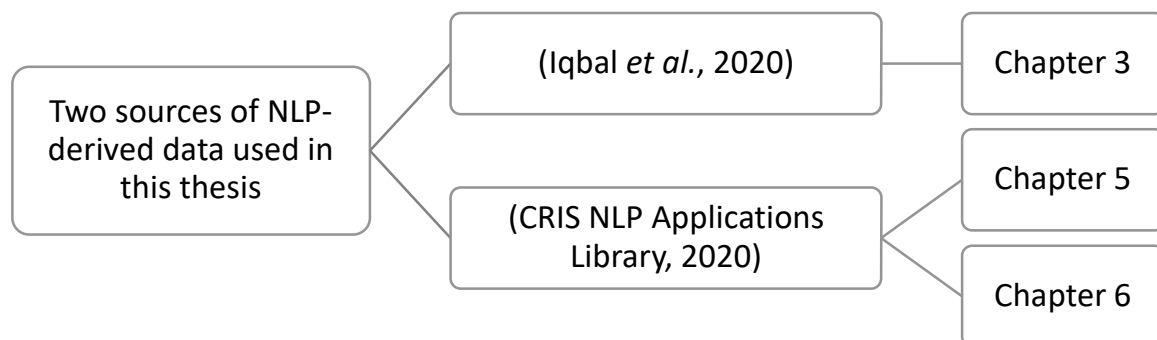 Two sources of NLP-
derived data used in
this thesis
(Iqbal et al., 2020)
Chapter 3
(CRIS NLP Applications
Library, 2020)
Chapter 5
Chapter 6